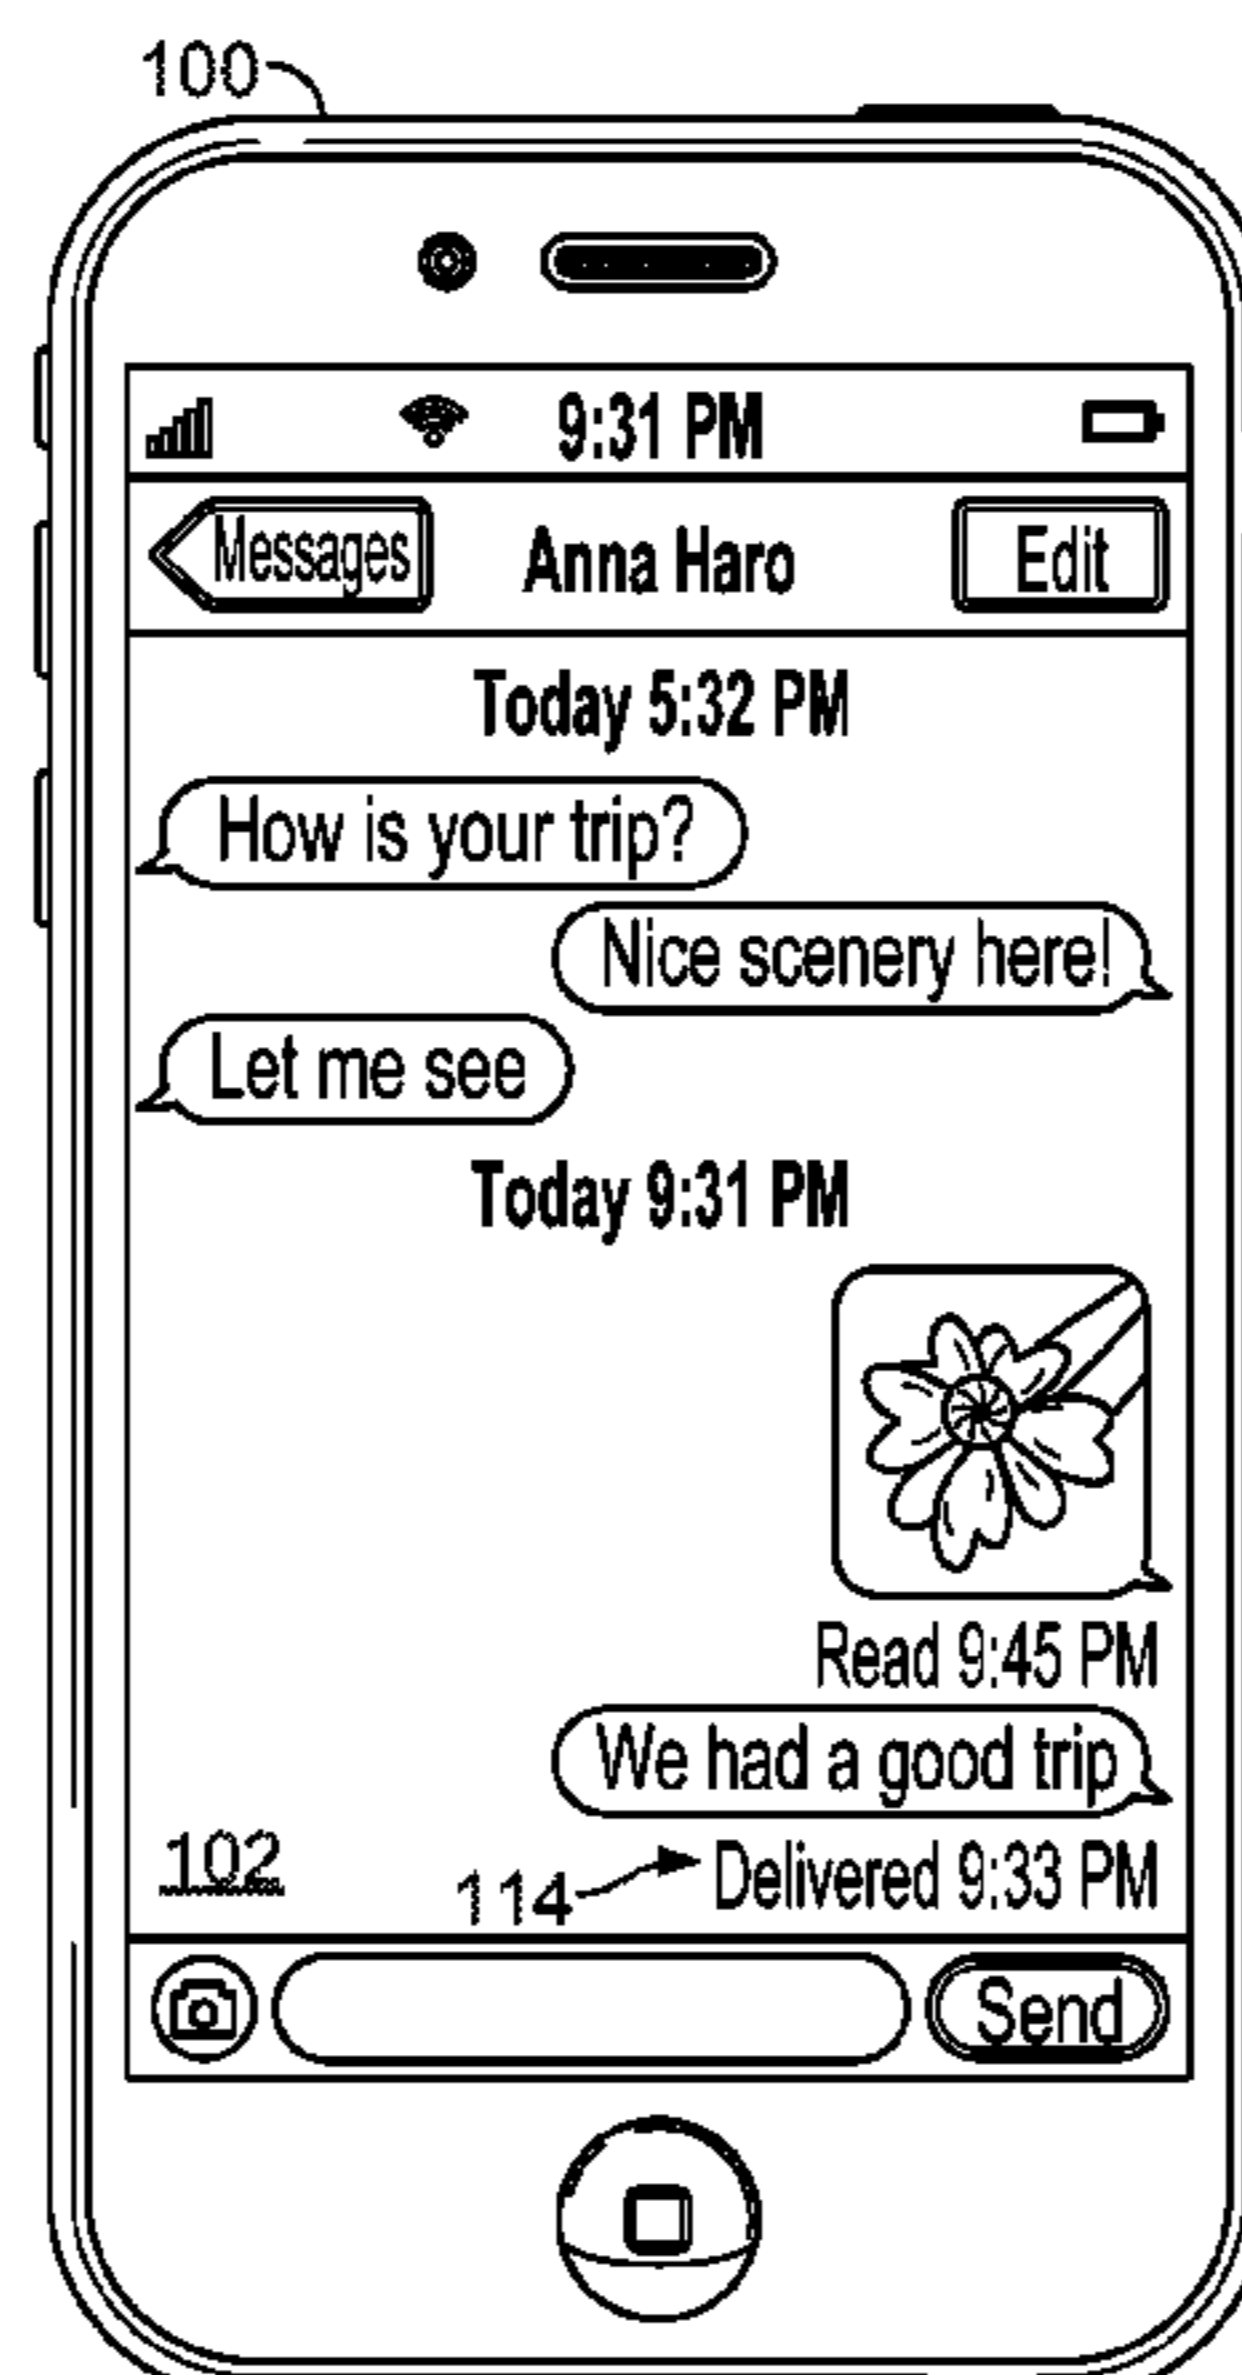 100
9:31 PM
Messages Anna Haro Edit
Today 5:32 PM
How is your trip?
Nice scenery here!
Let me see
Today 9:31 PM
Read 9:45 PM
We had a good trip
102 114 Delivered 9:33 PM
Send